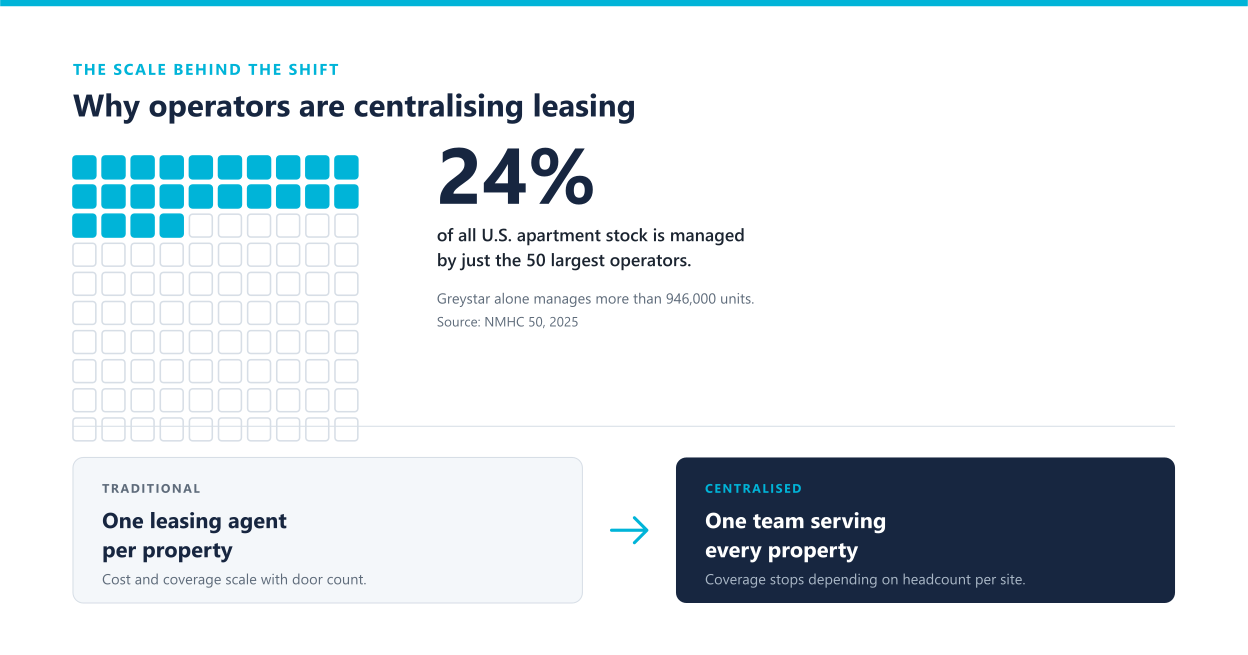 THE SCALE BEHIND THE SHIFT
Why operators are centralising leasing
24%
of all U.S. apartment stock is managed
by just the 50 largest operators.
Greystar alone manages more than 946,000 units.
Source: NMHC 50, 2025
TRADITIONAL
One leasing agent
per property
Cost and coverage scale with door count.
CENTRALISED
One team serving
every property
Coverage stops depending on headcount per site.